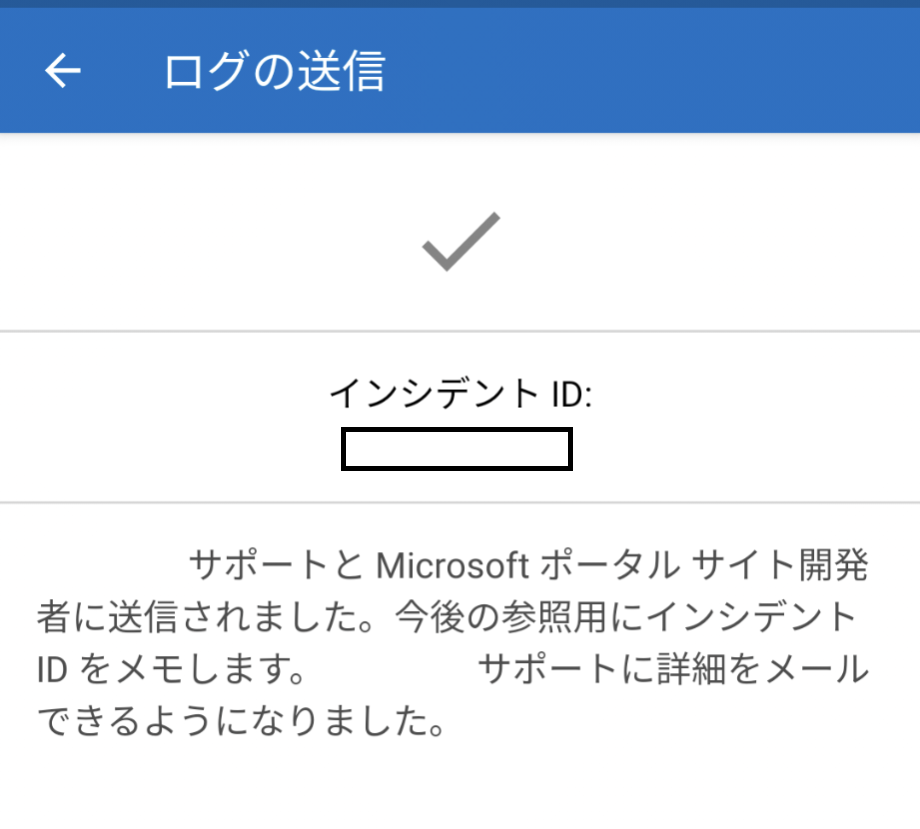 ログの送信
インシデント ID:
サポートと Microsoft ポータル サイト開発
者に送信されました。今後の参照用にインシデント
ID をメモします。 サポートに詳細をメール
できるようになりました。